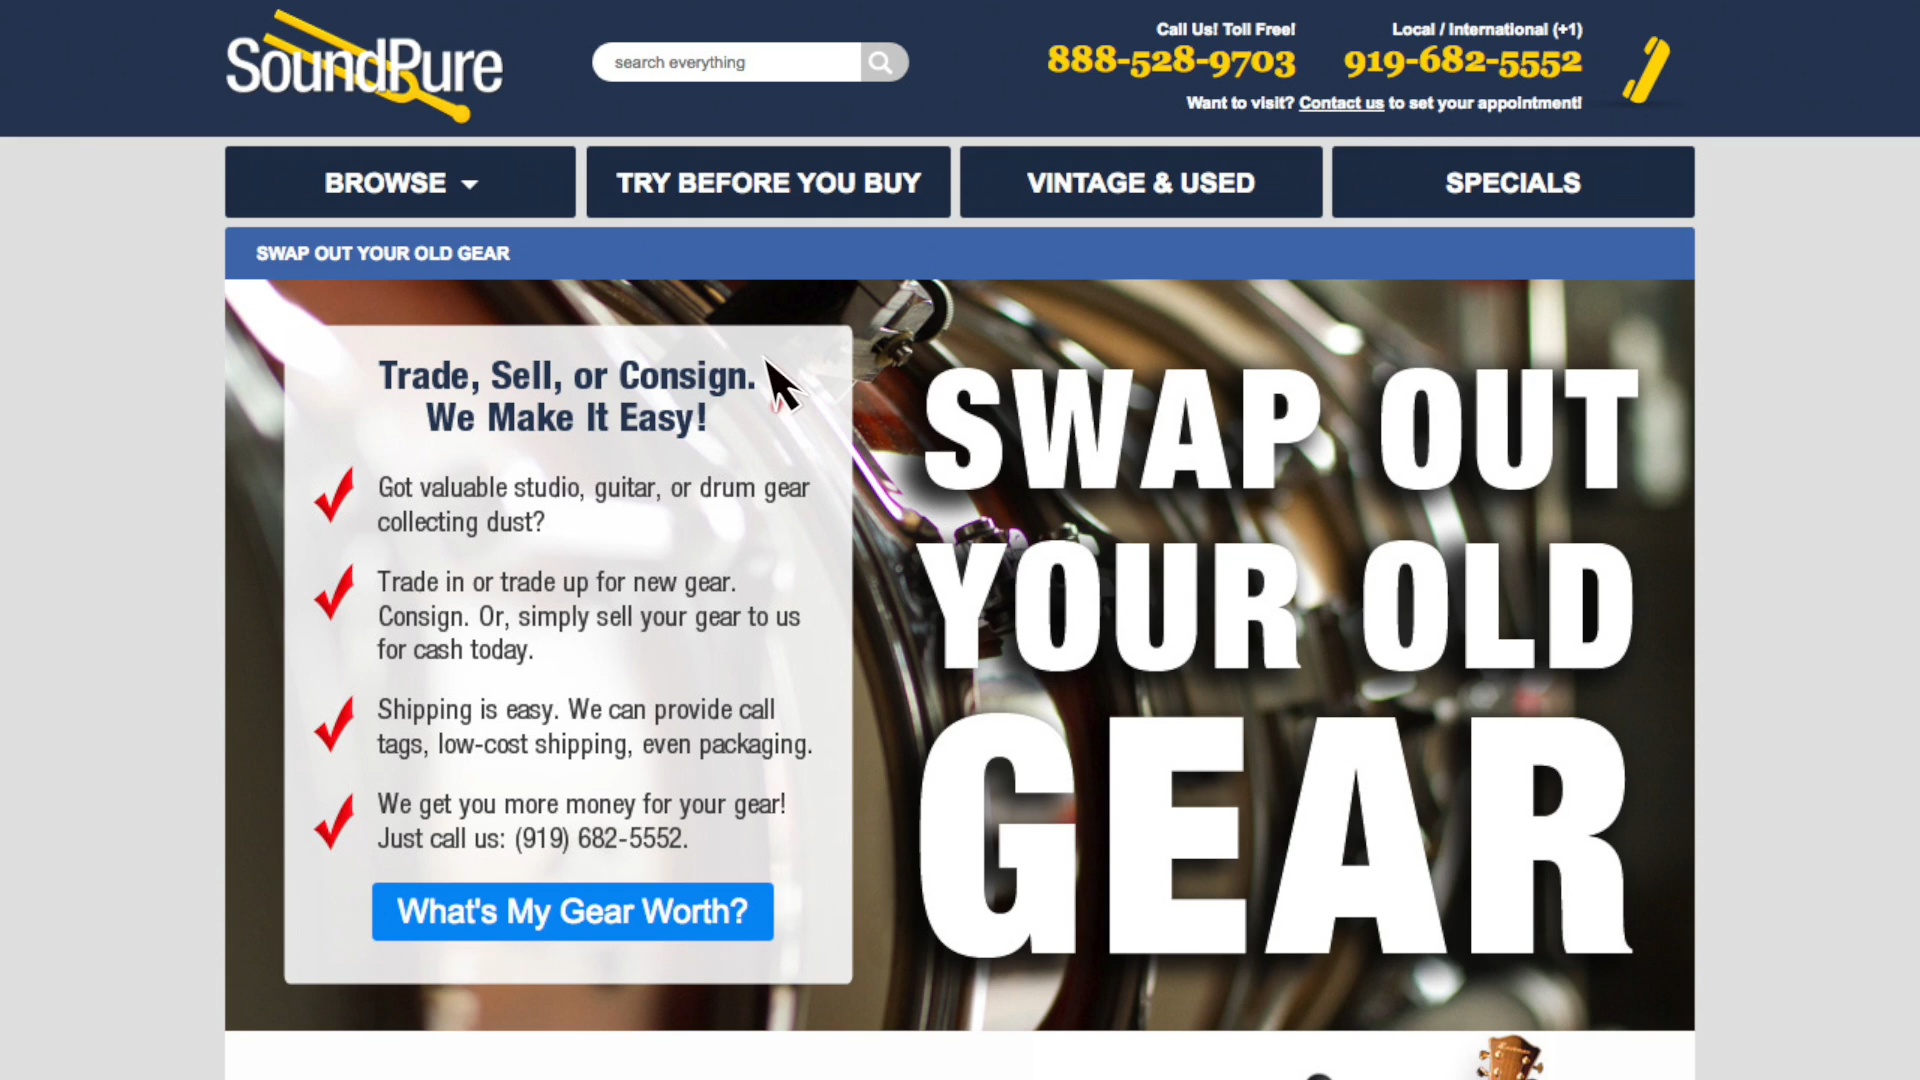 SoundPure
search everything
Call Us! Toll Free!
888-528-9703
Local / International (+1)
919-682-5552
Want to visit? Contact us to set your appointment!
BROWSE
TRY BEFORE YOU BUY
VINTAGE & USED
SPECIALS
SWAP OUT YOUR OLD GEAR
Trade, Sell, or Consign.
We Make It Easy!
Got valuable studio, guitar, or drum gear
collecting dust?
Trade in or trade up for new gear.
Consign. Or, simply sell your gear to us
for cash today.
Shipping is easy. We can provide call
tags, low-cost shipping, even packaging.
We get you more money for your gear!
Just call us: (919) 682-5552.
What's My Gear Worth?
SWAP OUT
YOUR OLD
GEAR